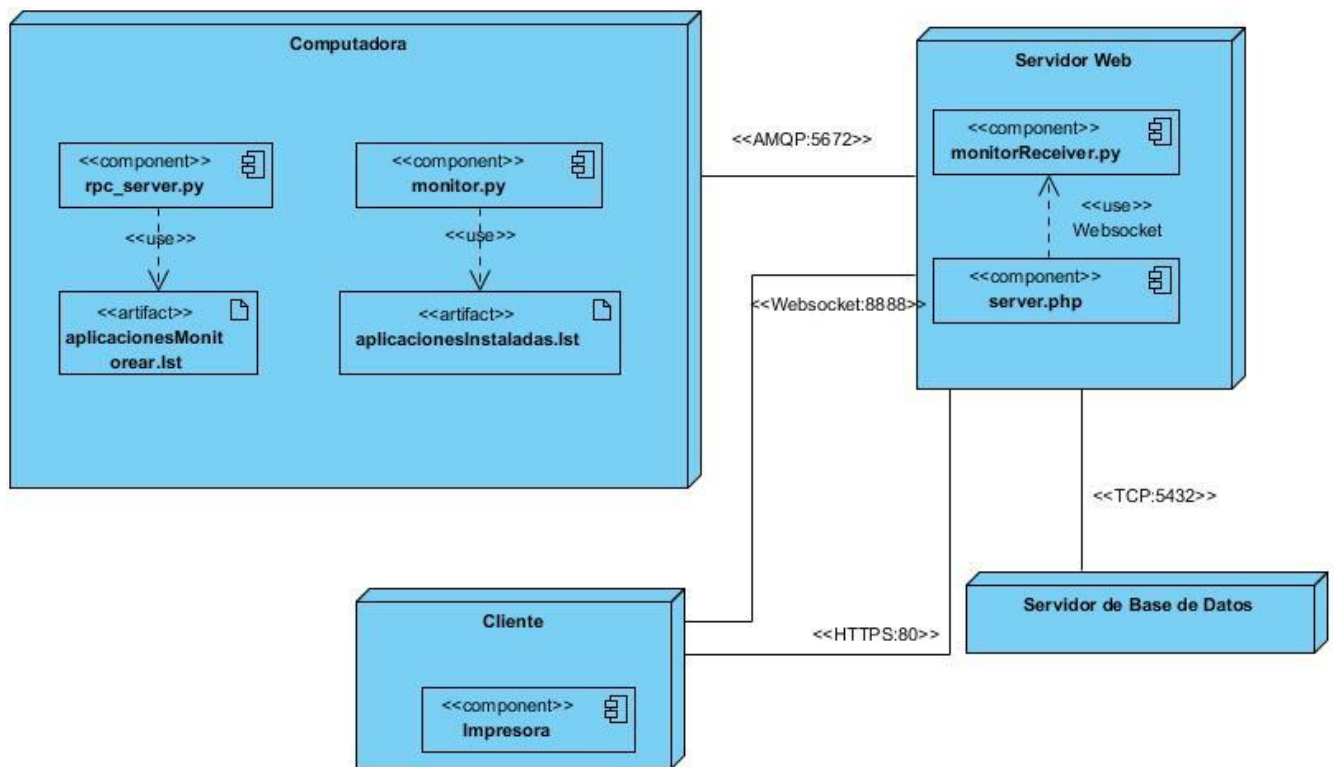 Computadora
<<component>>
rpc_server.py
<<use>>
<<artifact>>
aplicacionesMonit
orear.lst
<<component>>
monitor.py
<<use>>
<<artifact>>
aplicacionesInstaladas.lst
<<AMQP:5672>>
Servidor Web
<<component>>
monitorReceiver.py
<<use>>
Websocket
<<component>>
server.php
<<Websocket:8888>>
<<TCP:5432>>
Servidor de Base de Datos
<<HTTPS:80>>
Cliente
<<component>>
Impresora